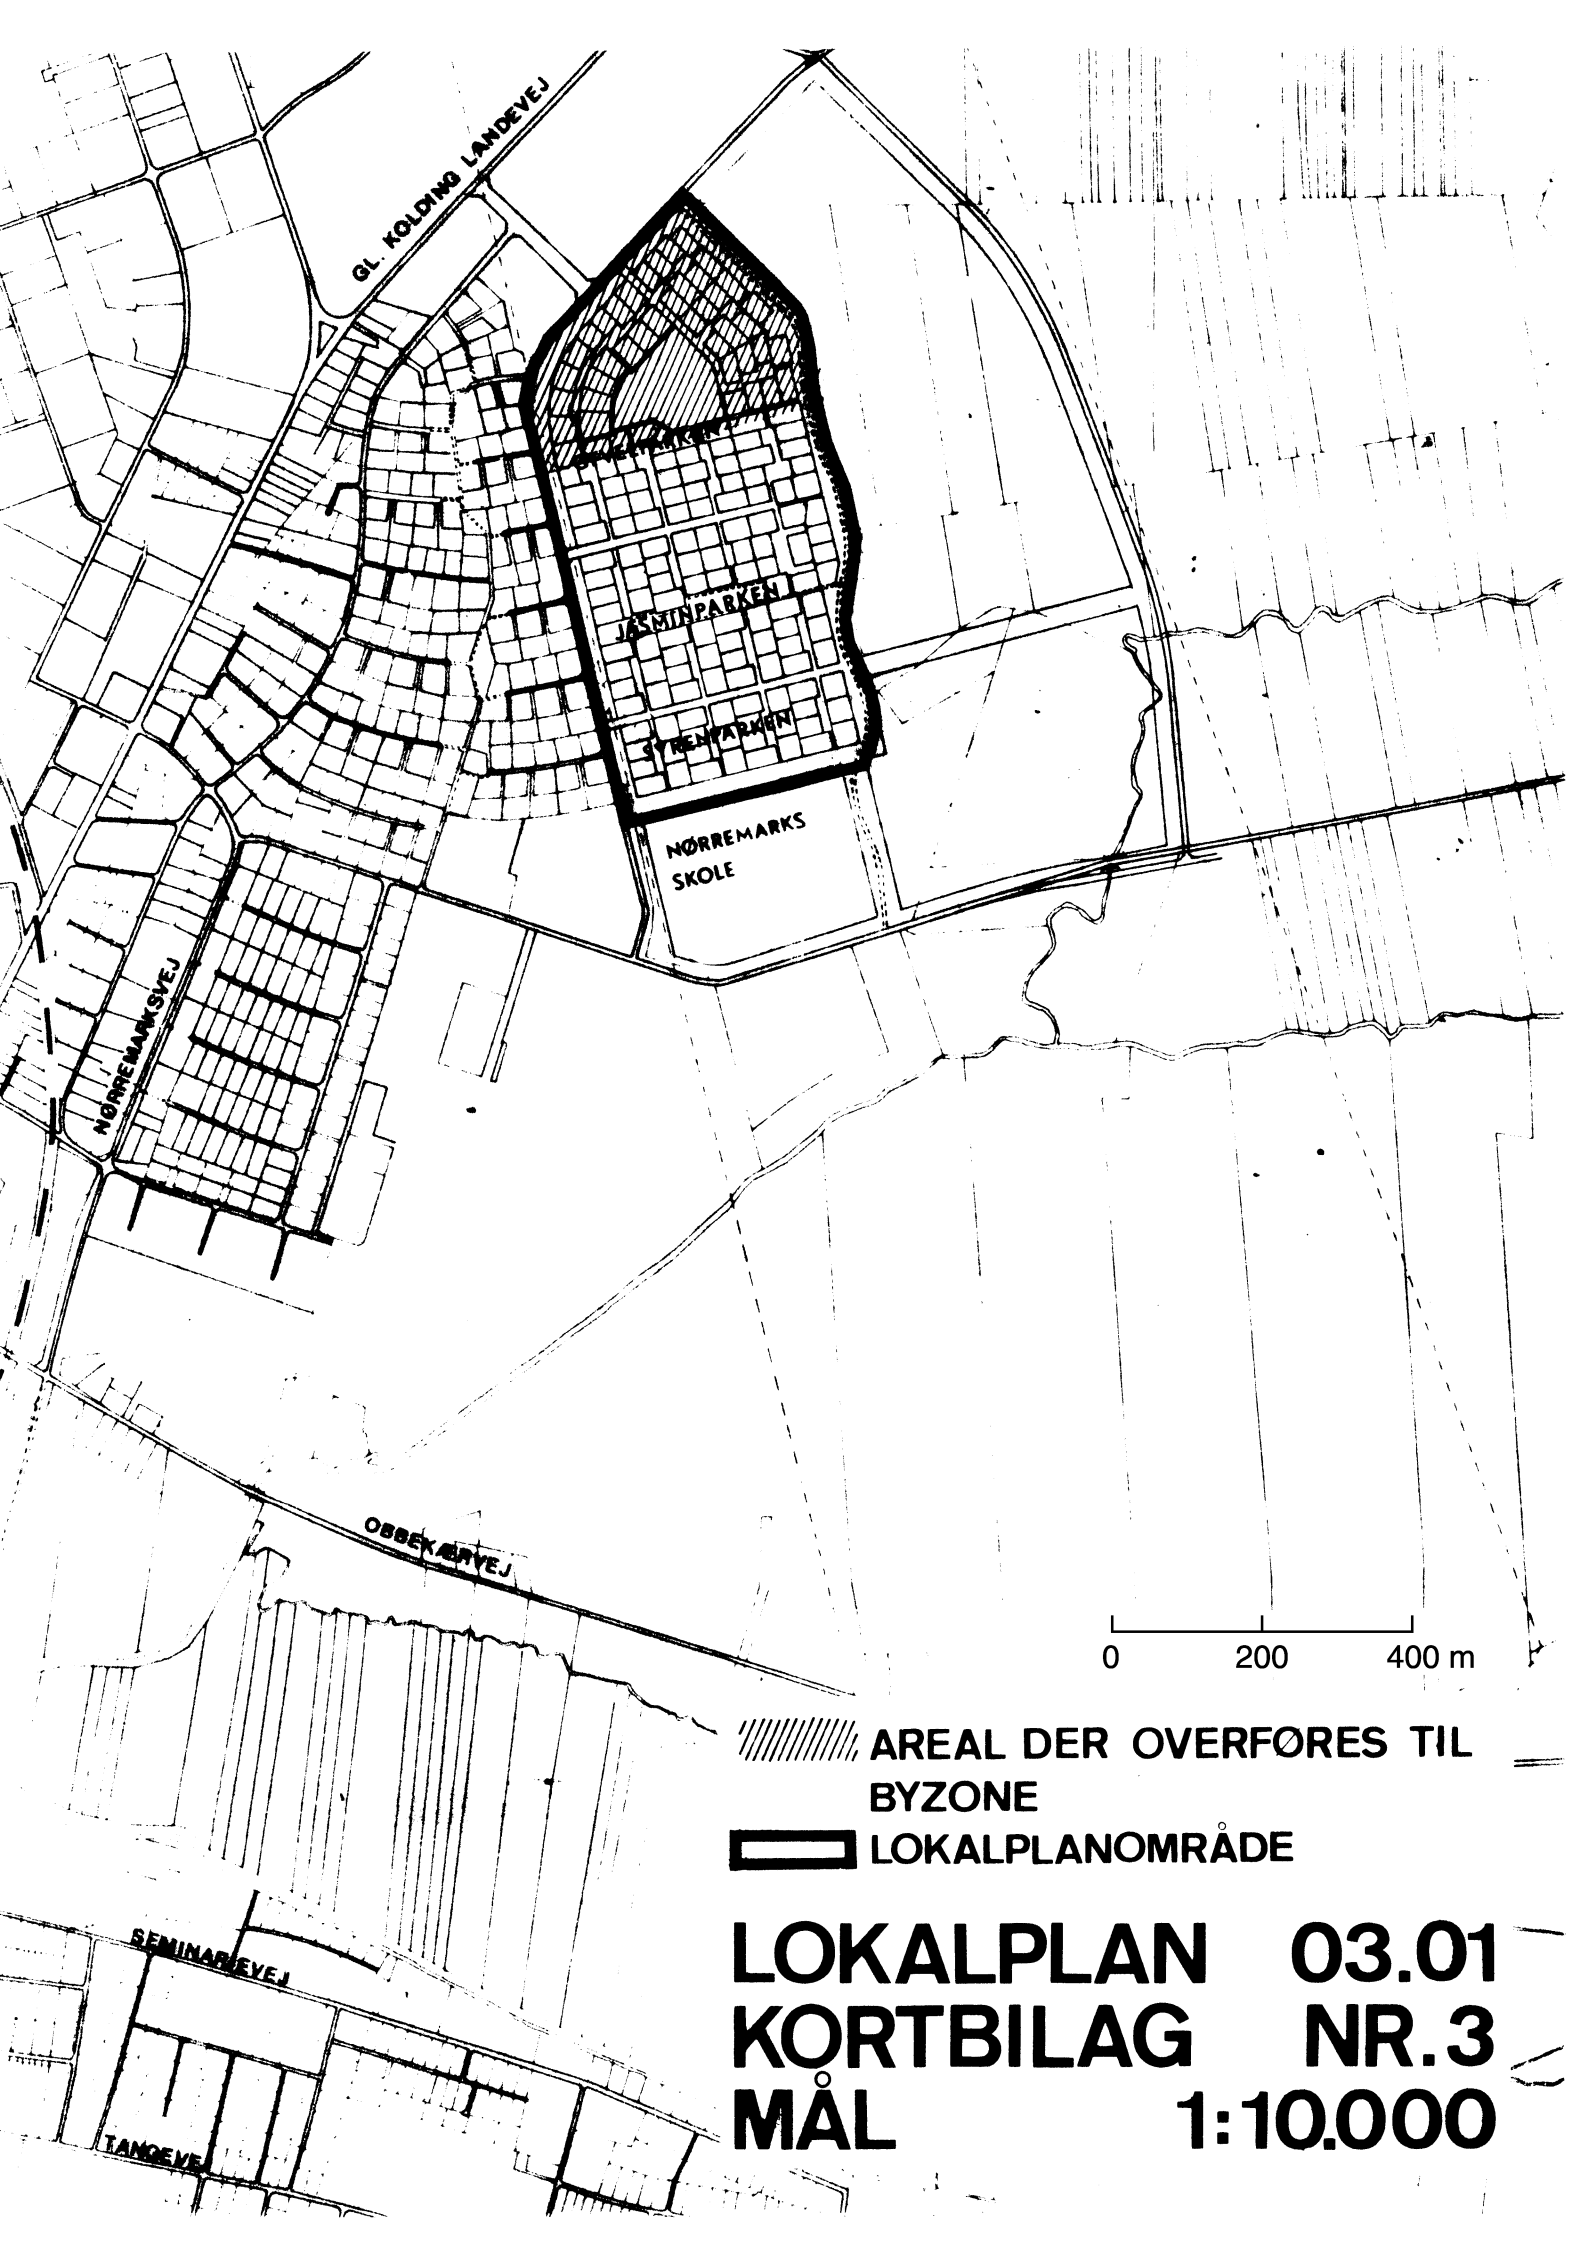 GL. KOLDING LANDEVEJ
JASMINPARKEN
SYRENPARKEN
NØRREMARKS
SKOLE
NØRREMARKSVEJ
OBBEKÆRVEJ
0 200 400 m
AREAL DER OVERFØRES TIL
BYZONE
LOKALPLANOMRÅDE
SEMINARIEVEJ
LOKALPLAN 03.01
KORTBILAG NR.3
MÅL 1:10.000